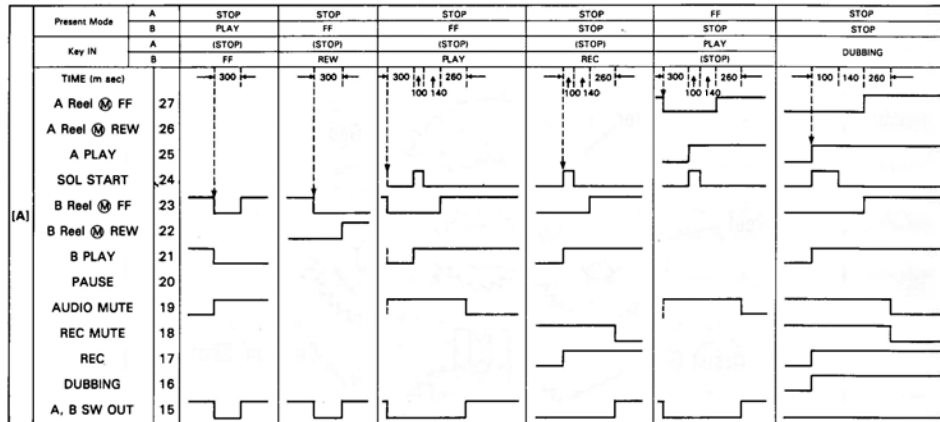 Present Mode A STOP STOP STOP STOP FF STOP
B PLAY FF FF STOP STOP STOP
Key IN A (STOP) (STOP) (STOP) (STOP) PLAY DUBBING
B FF REW PLAY REC (STOP)
TIME (m sec) 300 300 300 260 260 300 260 100 140 260
100 140 100 140 100 140
A Reel Ⓜ FF 27
A Reel Ⓜ REW 26
A PLAY 25
SOL START 24
[A] B Reel Ⓜ FF 23
B Reel Ⓜ REW 22
B PLAY 21
PAUSE 20
AUDIO MUTE 19
REC MUTE 18
REC 17
DUBBING 16
A, B SW OUT 15